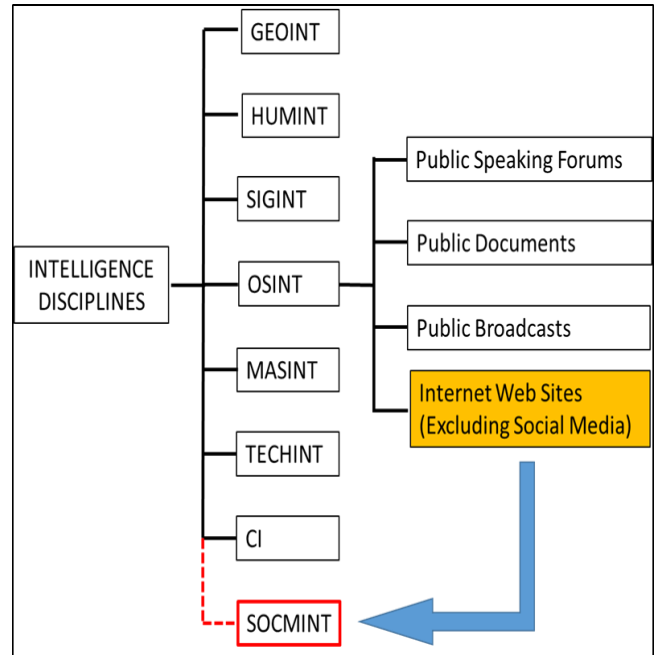 INTELLIGENCE
DISCIPLINES
GEOINT
HUMINT
SIGINT
OSINT
MASINT
TECHINT
CI
SOCMINT
Public Speaking Forums
Public Documents
Public Broadcasts
Internet Web Sites
(Excluding Social Media)